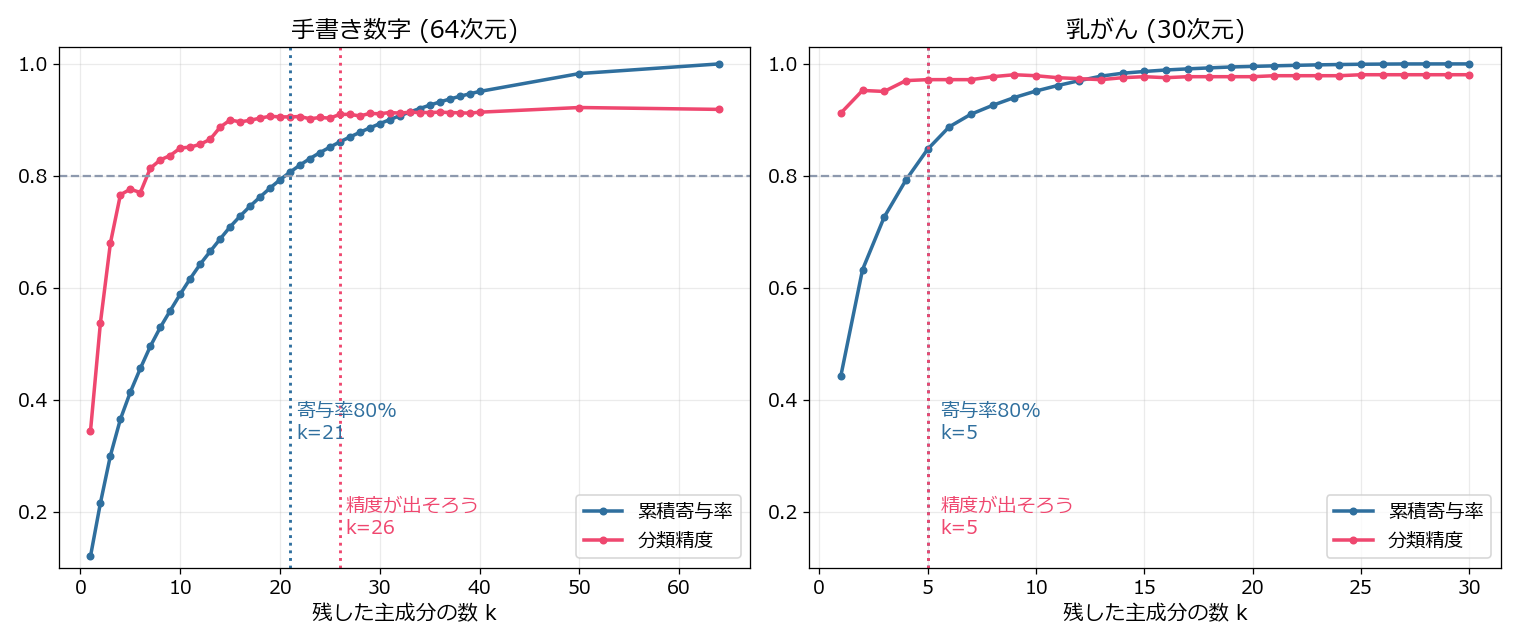 手書き数字 (64次元)
1.0
0.8
0.6
0.4
0.2
寄与率80%
k=21
精度が出そろう
k=26
累積寄与率
分類精度
0
10
20
30
40
50
60
残した主成分の数 k
乳がん (30次元)
1.0
0.8
0.6
0.4
0.2
寄与率80%
k=5
精度が出そろう
k=5
累積寄与率
分類精度
0
5
10
15
20
25
30
残した主成分の数 k